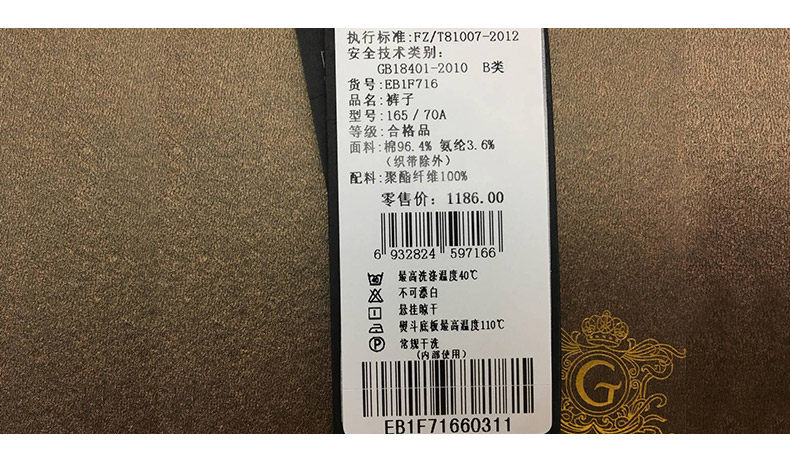 执行标准:FZ/T81007-2012
安全技术类别:
GB18401-2010 B类
货号:EB1F716
品名:裤子
型号:165/70A
等级:合格品
面料:棉96.4% 氨纶3.6%
(织带除外)
配料:聚酯纤维100%
零售价: 1186.00
6 932824 597166
最高洗涤温度40℃
不可漂白
悬挂晾干
熨斗底板最高温度110℃
P 常规干洗
(内部使用)
EB1F71660311
G